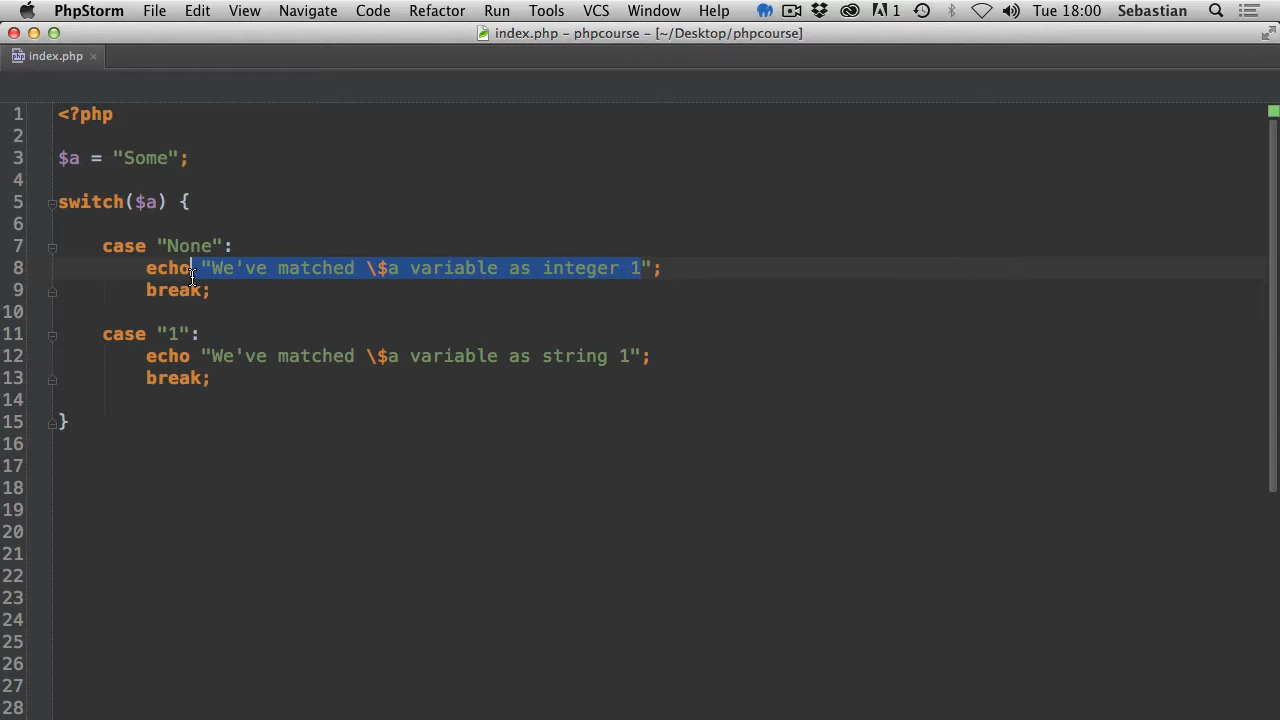 PhpStorm File Edit View Navigate Code Refactor Run Tools VCS Window Help 1 Tue 18:00 Sebastian
index.php – phpcourse – [~/Desktop/phpcourse]
index.php
1 <?php
2
3 $a = "Some";
4
5 switch($a) {
6
7 case "None":
8 echo "We've matched \$a variable as integer 1";
9 break;
10
11 case "1":
12 echo "We've matched \$a variable as string 1";
13 break;
14
15 }
16
17
18
19
20
21
22
23
24
25
26
27
28